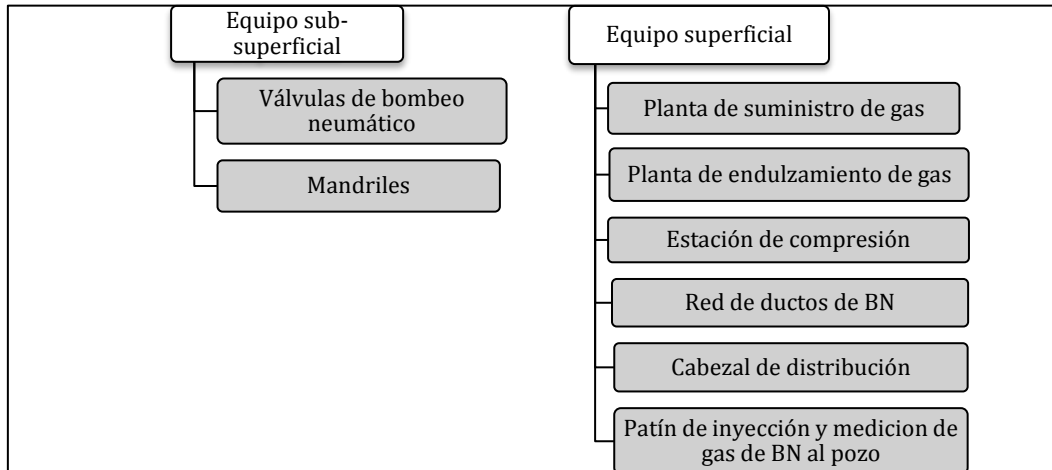 Equipo sub-
superficial
Válvulas de bombeo
neumático
Mandriles
Equipo superficial
Planta de suministro de gas
Planta de endulzamiento de gas
Estación de compresión
Red de ductos de BN
Cabezal de distribución
Patín de inyección y medicion de
gas de BN al pozo